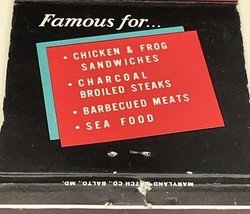 Famous for...
• CHICKEN & FROG
SANDWICHES
• CHARCOAL
BROILED STEAKS
• BARBECUED MEATS
• SEA FOOD
MARYLAND MATCH CO., BALTO., MD.